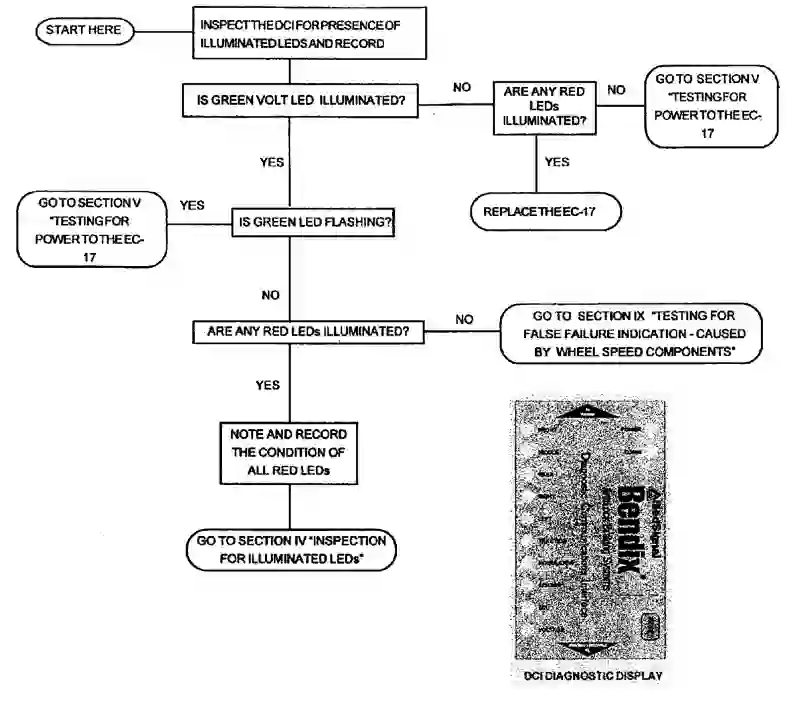 START HERE
INSPECT THE DCI FOR PRESENCE OF
ILLUMINATED LEDS AND RECORD
IS GREEN VOLT LED ILLUMINATED?
NO
ARE ANY RED
LEDs
ILLUMINATED?
NO
GO TO SECTION V
"TESTING FOR
POWER TO THE EC-
17
YES
YES
REPLACE THE EC-17
GO TO SECTION V
"TESTING FOR
POWER TO THE EC-
17
YES
IS GREEN LED FLASHING?
NO
ARE ANY RED LEDs ILLUMINATED?
NO
GO TO SECTION IX "TESTING FOR
FALSE FAILURE INDICATION - CAUSED
BY WHEEL SPEED COMPONENTS"
YES
NOTE AND RECORD
THE CONDITION OF
ALL RED LEDs
GO TO SECTION IV "INSPECTION
FOR ILLUMINATED LEDs"
AlliedSignal
Bendix
Diagnostic Communications Interface
DCI DIAGNOSTIC DISPLAY